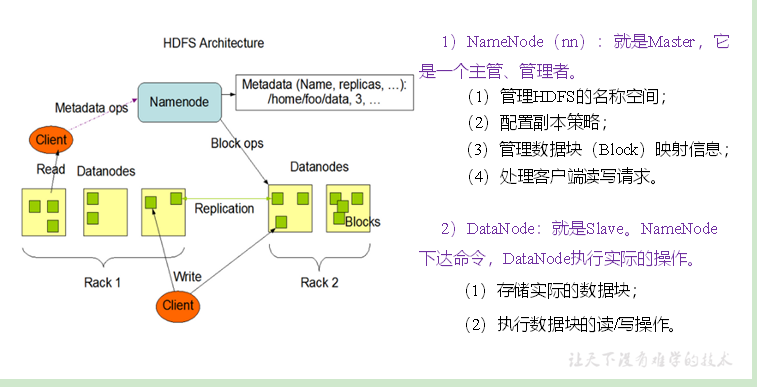 HDFS Architecture
Metadata (Name, replicas, …):
/home/foo/data, 3, …
Namenode
Metadata ops
Client
Block ops
Read
Datanodes
Datanodes
Replication
Blocks
Rack 1
Write
Rack 2
Client
1）NameNode（nn）：就是Master，它
是一个主管、管理者。
（1）管理HDFS的名称空间；
（2）配置副本策略；
（3）管理数据块（Block）映射信息；
（4）处理客户端读写请求。
2）DataNode：就是Slave。NameNode
下达命令，DataNode执行实际的操作。
（1）存储实际的数据块；
（2）执行数据块的读/写操作。
让天下没有难学的技术